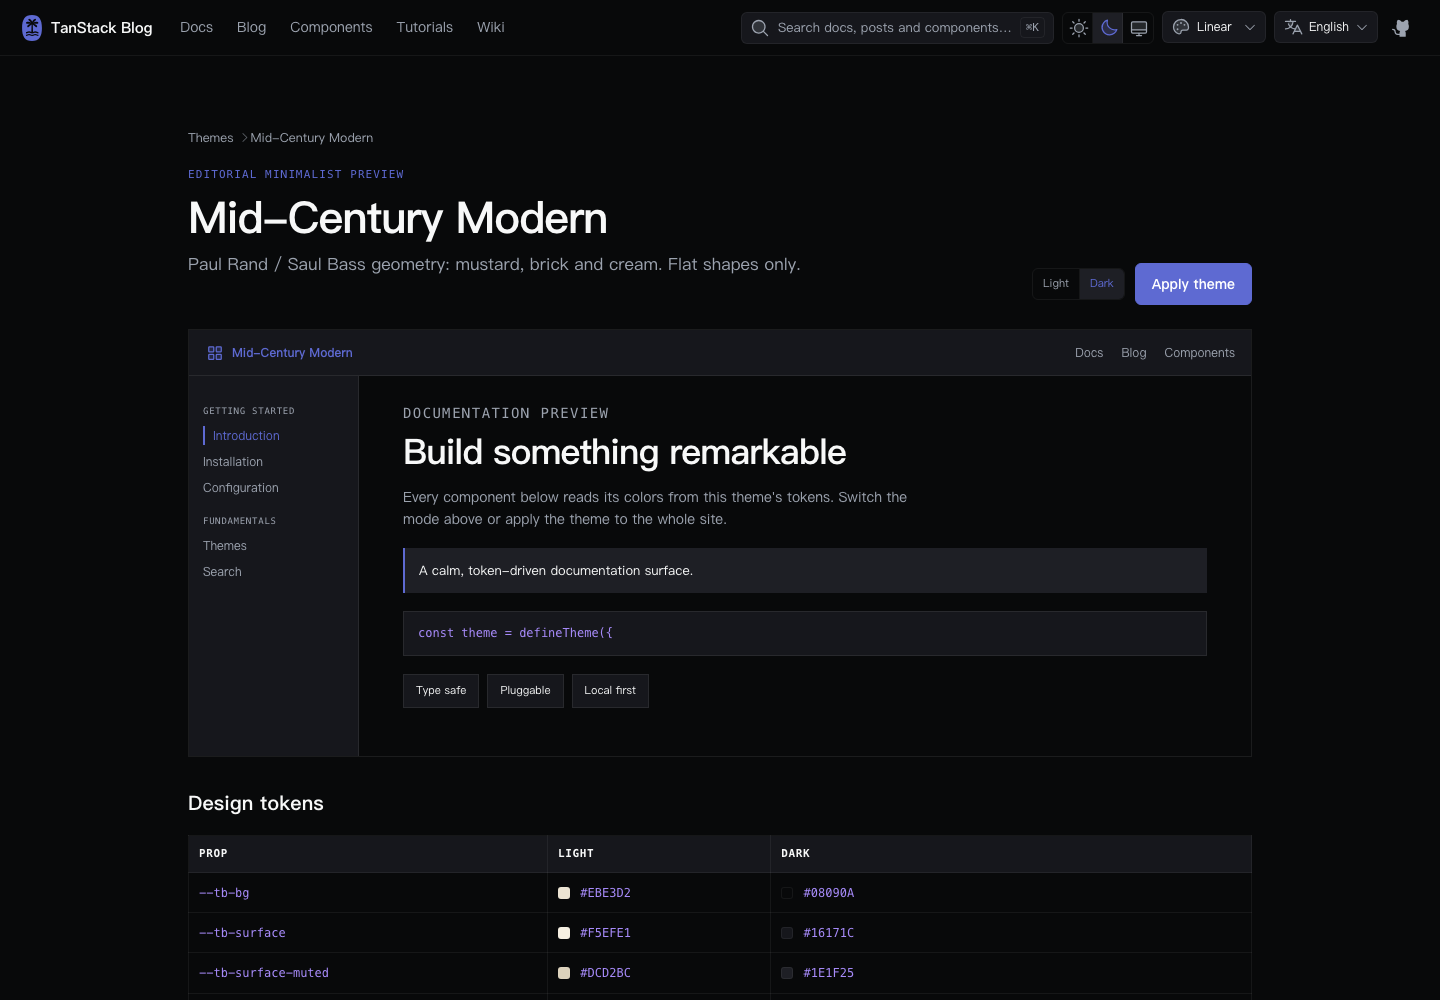 TanStack Blog
Docs
Blog
Components
Tutorials
Wiki
Search docs, posts and components...
⌘K
Linear
English
Themes
Mid-Century Modern
EDITORIAL MINIMALIST PREVIEW
Mid-Century Modern
Paul Rand / Saul Bass geometry: mustard, brick and cream. Flat shapes only.
Light
Dark
Apply theme
Mid-Century Modern
Docs
Blog
Components
GETTING STARTED
Introduction
Installation
Configuration
FUNDAMENTALS
Themes
Search
DOCUMENTATION PREVIEW
Build something remarkable
Every component below reads its colors from this theme's tokens. Switch the
mode above or apply the theme to the whole site.
A calm, token-driven documentation surface.
const theme = defineTheme({
Type safe
Pluggable
Local first
Design tokens
PROP
LIGHT
DARK
--tb-bg
#EBE3D2
#08090A
--tb-surface
#F5EFE1
#16171C
--tb-surface-muted
#DCD2BC
#1E1F25